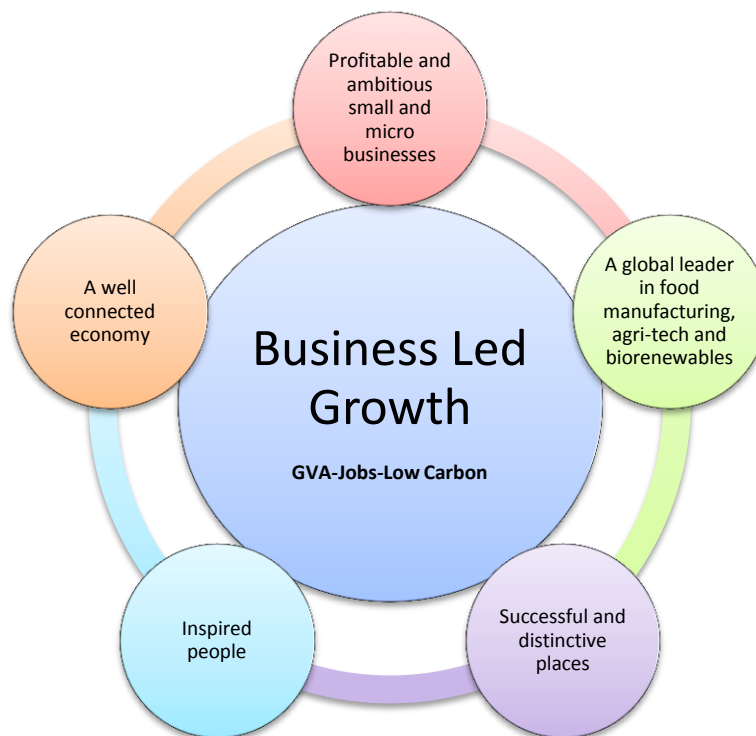 Profitable and
ambitious
small and
micro
businesses
A global leader
in food
manufacturing,
agri-tech and
biorenewables
Successful and
distinctive
places
Inspired
people
A well
connected
economy
Business Led
Growth
GVA-Jobs-Low Carbon